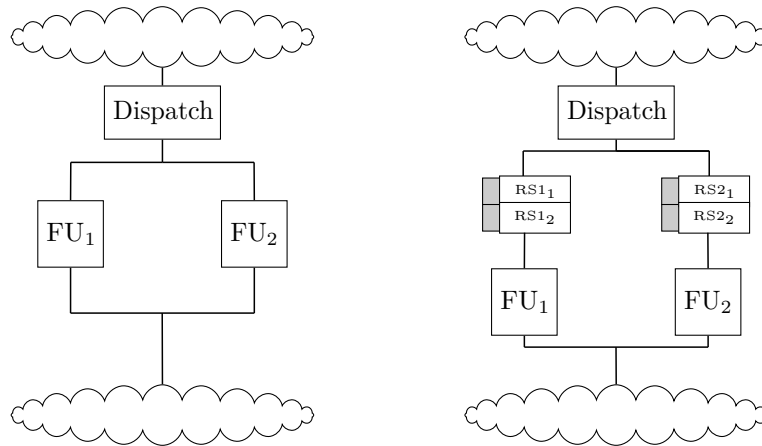 Dispatch
FU₁ FU₂
Dispatch
RS1₁ RS2₁
RS1₂ RS2₂
FU₁ FU₂